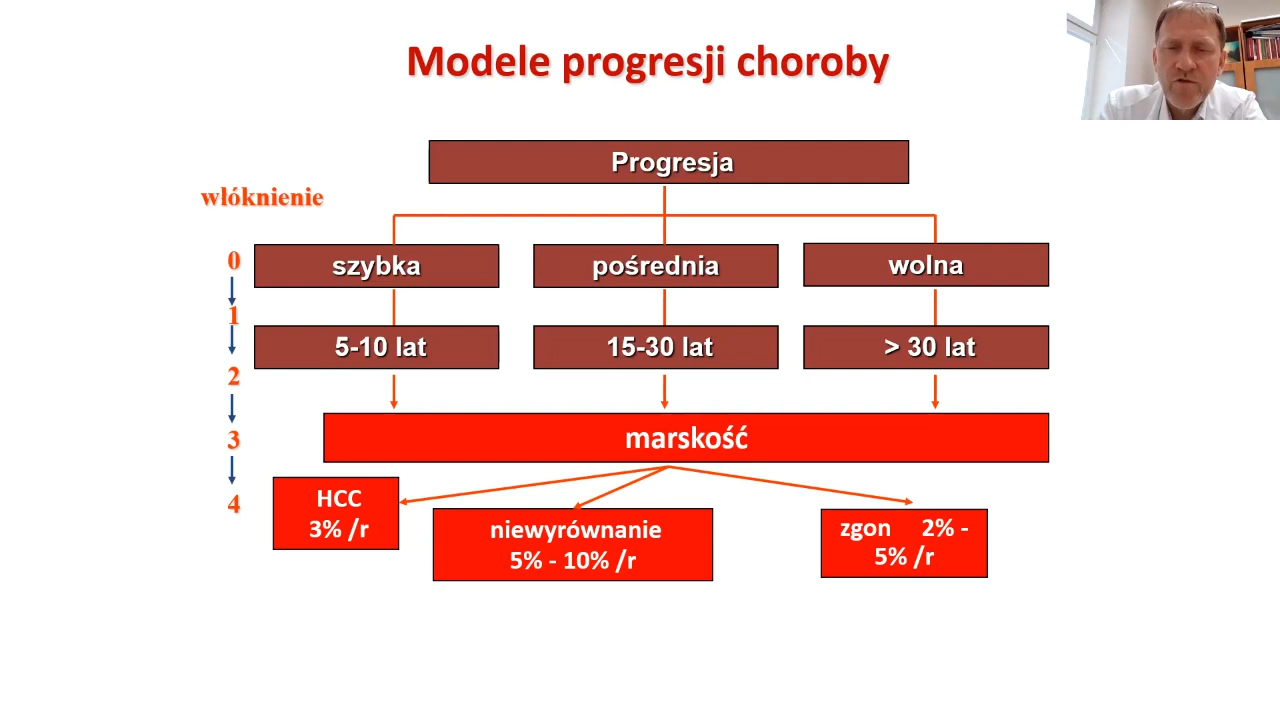 Modele progresji choroby
Progresja
włóknienie
0
szybka
pośrednia
wolna
1
5-10 lat
15-30 lat
> 30 lat
2
marskość
3
4
HCC
3% /r
niewyrównanie
5% - 10% /r
zgon 2% -
5% /r